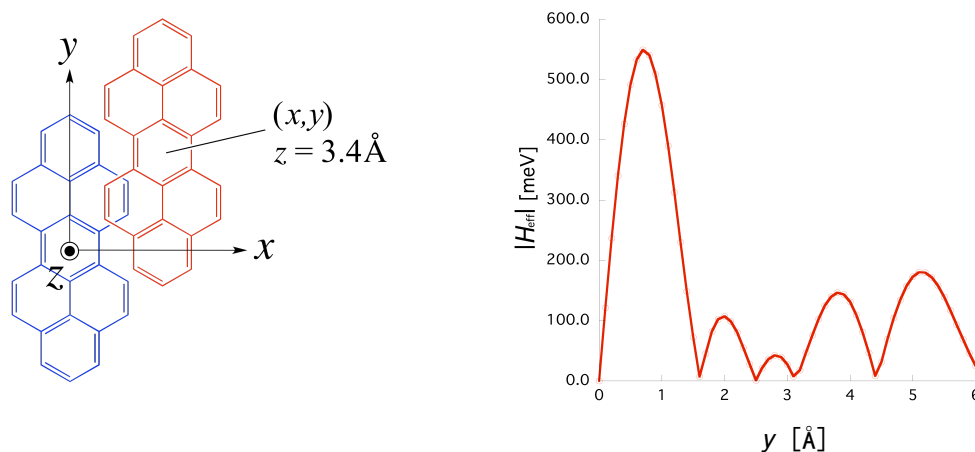 y
(x,y)
z = 3.4Å
x
z
600.0
500.0
400.0
300.0
200.0
100.0
0.0
|Heff| [meV]
0 1 2 3 4 5 6
y [Å]